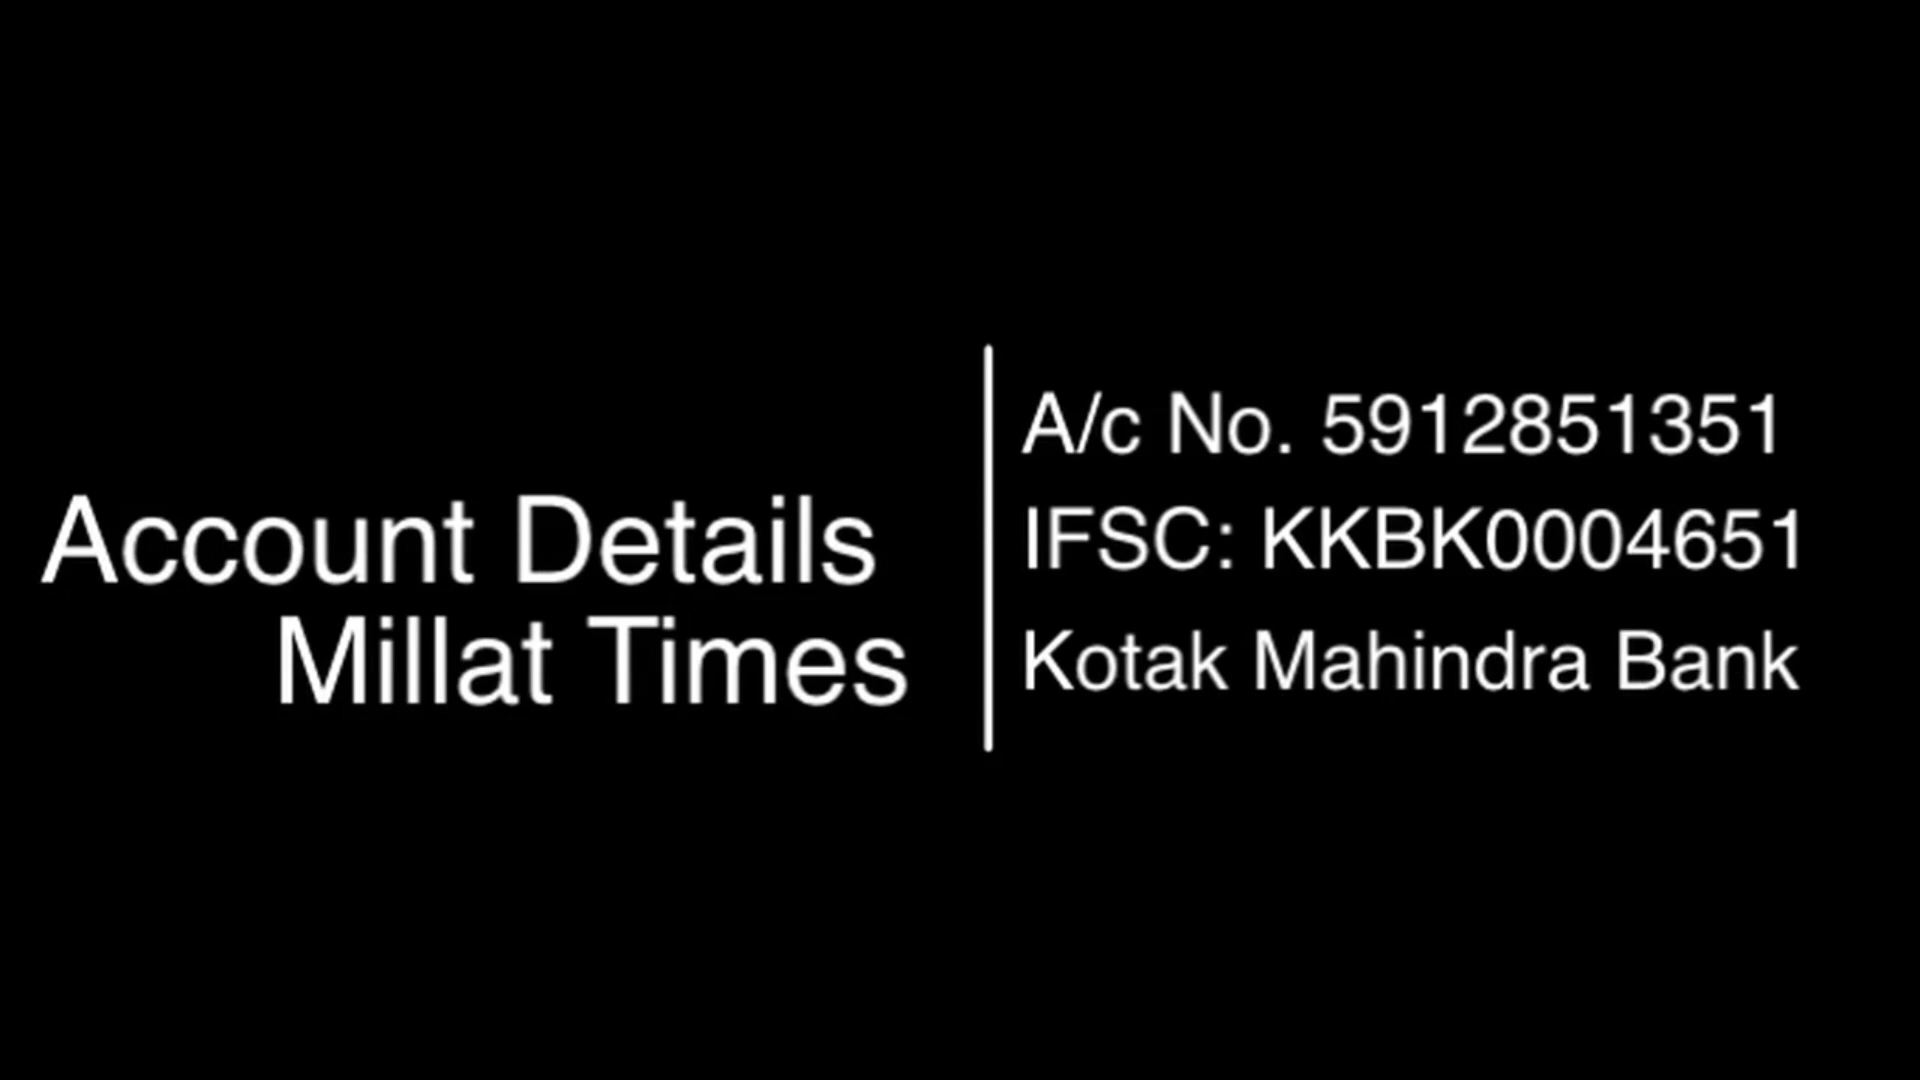 Account Details
Millat Times
A/c No. 5912851351
IFSC: KKBK0004651
Kotak Mahindra Bank